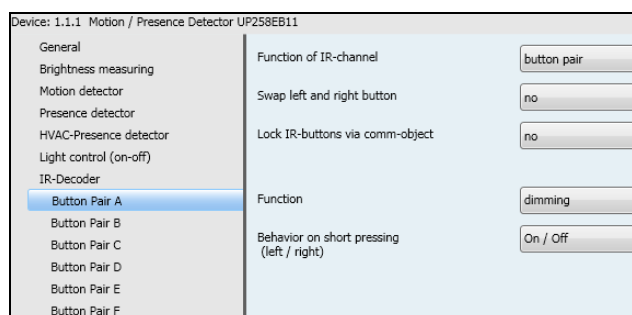 Device: 1.1.1 Motion / Presence Detector UP258EB11
General
Brightness measuring
Motion detector
Presence detector
HVAC-Presence detector
Light control (on-off)
IR-Decoder
Button Pair A
Button Pair B
Button Pair C
Button Pair D
Button Pair E
Button Pair F
Function of IR-channel
button pair
Swap left and right button
no
Lock IR-buttons via comm-object
no
Function
dimming
Behavior on short pressing
(left / right)
On / Off